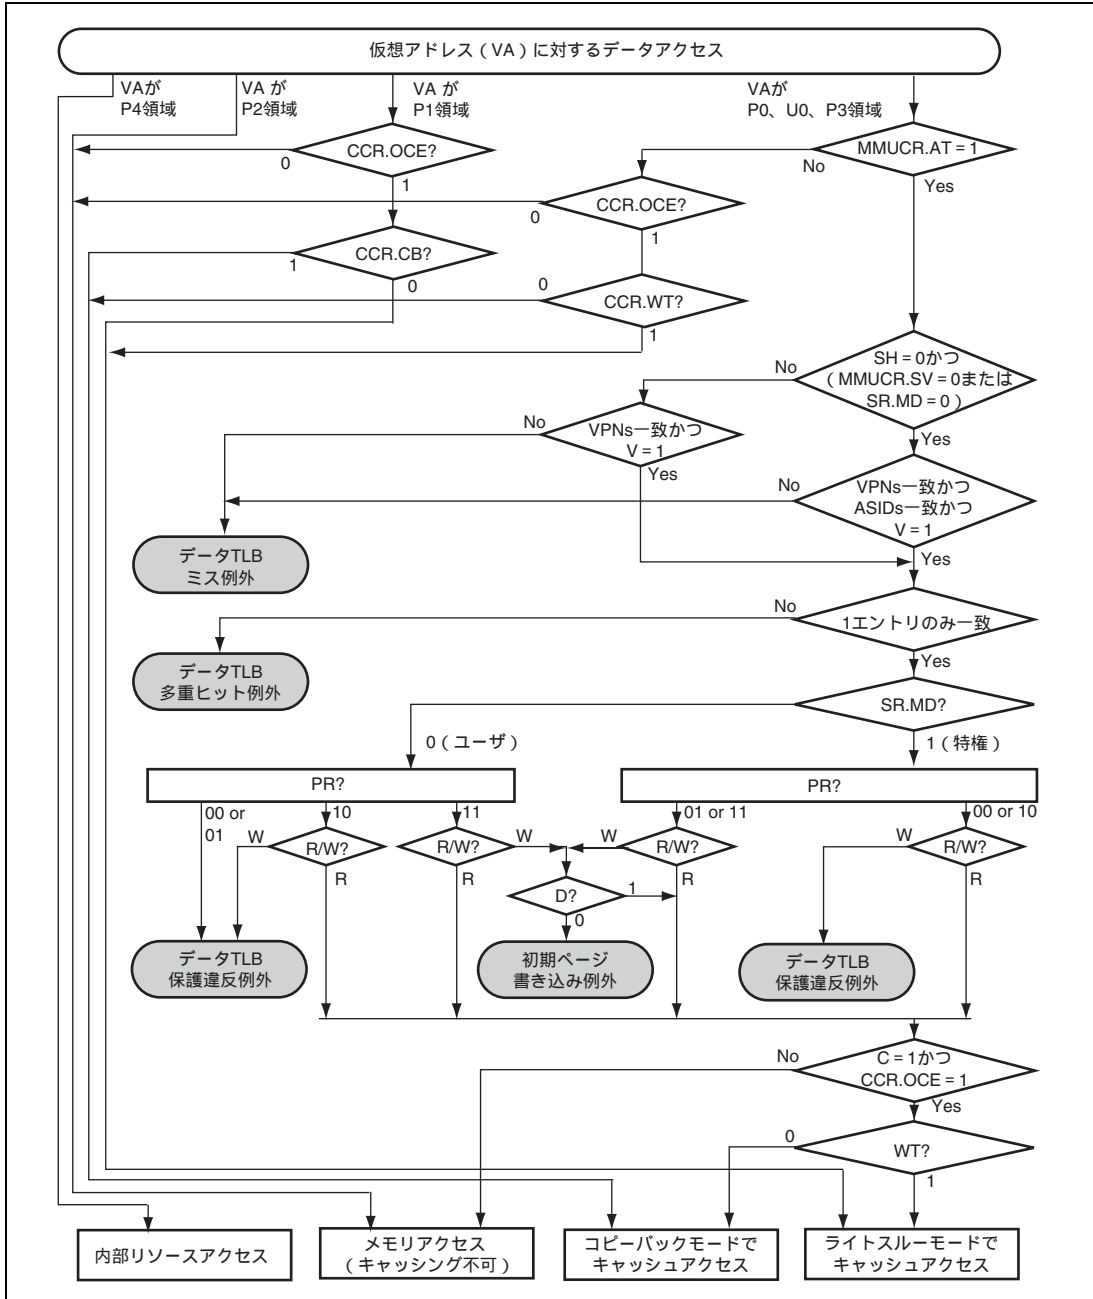 仮想アドレス（VA）に対するデータアクセス
VAが
P4領域
VA が
P2領域
VA が
P1領域
VAが
P0、U0、P3領域
CCR.OCE?
0
1
MMUCR.AT = 1
No
Yes
CCR.OCE?
0
1
CCR.CB?
1
0
CCR.WT?
0
1
SH = 0かつ
（MMUCR.SV = 0または
SR.MD = 0）
No
Yes
VPNs一致かつ
V = 1
No
Yes
VPNs一致かつ
ASIDs一致かつ
V = 1
No
Yes
データTLB
ミス例外
1エントリのみ一致
No
Yes
データTLB
多重ヒット例外
SR.MD?
0（ユーザ）
1（特権）
PR?
PR?
00 or
01
10
11
01 or 11
00 or 10
W
R/W?
R
R/W?
W
R
W
R/W?
R
W
R/W?
R
D?
1
0
データTLB
保護違反例外
初期ページ
書き込み例外
データTLB
保護違反例外
C = 1かつ
CCR.OCE = 1
No
Yes
WT?
0
1
内部リソースアクセス
メモリアクセス
（キャッシング不可）
コピーバックモードで
キャッシュアクセス
ライトスルーモードで
キャッシュアクセス